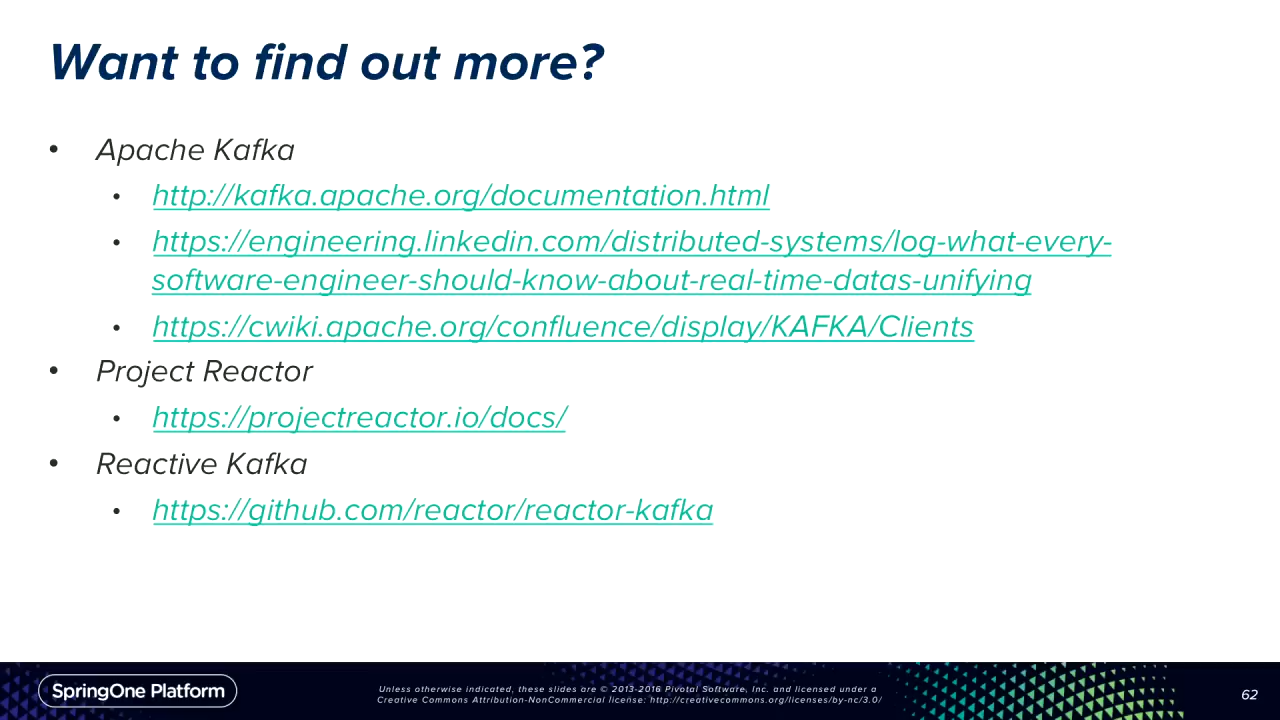 Want to find out more?
• Apache Kafka
• http://kafka.apache.org/documentation.html
• https://engineering.linkedin.com/distributed-systems/log-what-every-
software-engineer-should-know-about-real-time-datas-unifying
• https://cwiki.apache.org/confluence/display/KAFKA/Clients
• Project Reactor
• https://projectreactor.io/docs/
• Reactive Kafka
• https://github.com/reactor/reactor-kafka
SpringOne Platform
Unless otherwise indicated, these slides are © 2013-2016 Pivotal Software, Inc. and licensed under a
Creative Commons Attribution-NonCommercial license: http://creativecommons.org/licenses/by-nc/3.0/
62